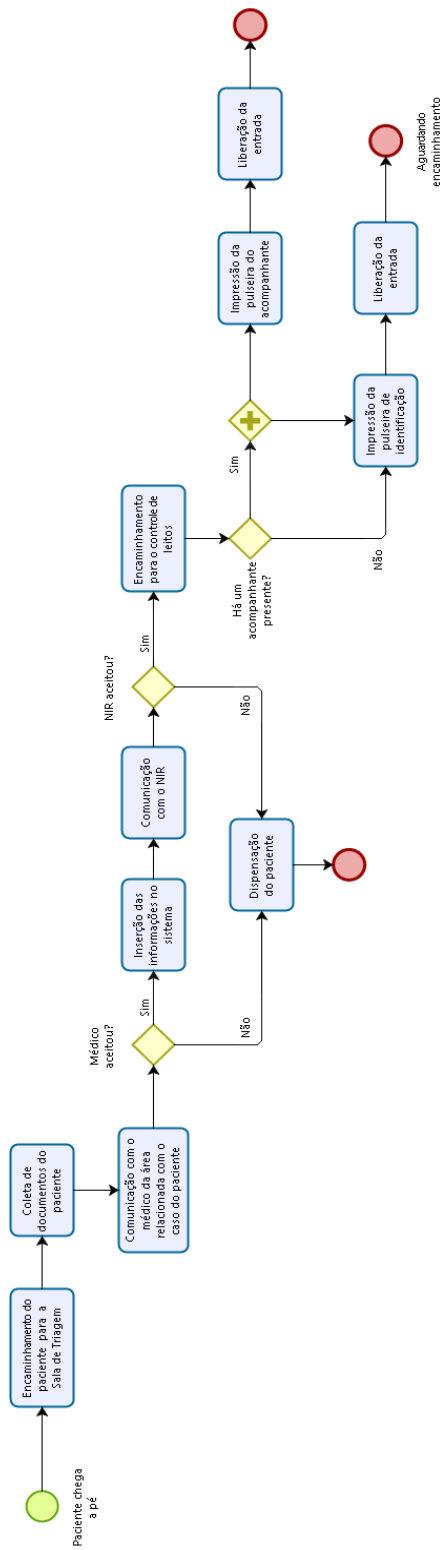 Paciente chega
a pé
Encaminhamento do
paciente para a
Sala de Triagem
Coleta de
documentos do
paciente
Comunicação com o
médico da área
relacionada com o
caso do paciente
Médico
aceitou?
Sim
Não
Inserção das
informações no
sistema
Comunicação
com o NIR
NIR aceitou?
Sim
Não
Dispensação
do paciente
Encaminhamento
para o controle de
leitos
Há um
acompanhante
presente?
Sim
Não
Impressão da
pulseira do
acompanhante
Liberação da
entrada
Impressão da
pulseira de
identificação
Liberação da
entrada
Aguardando
encaminhamento